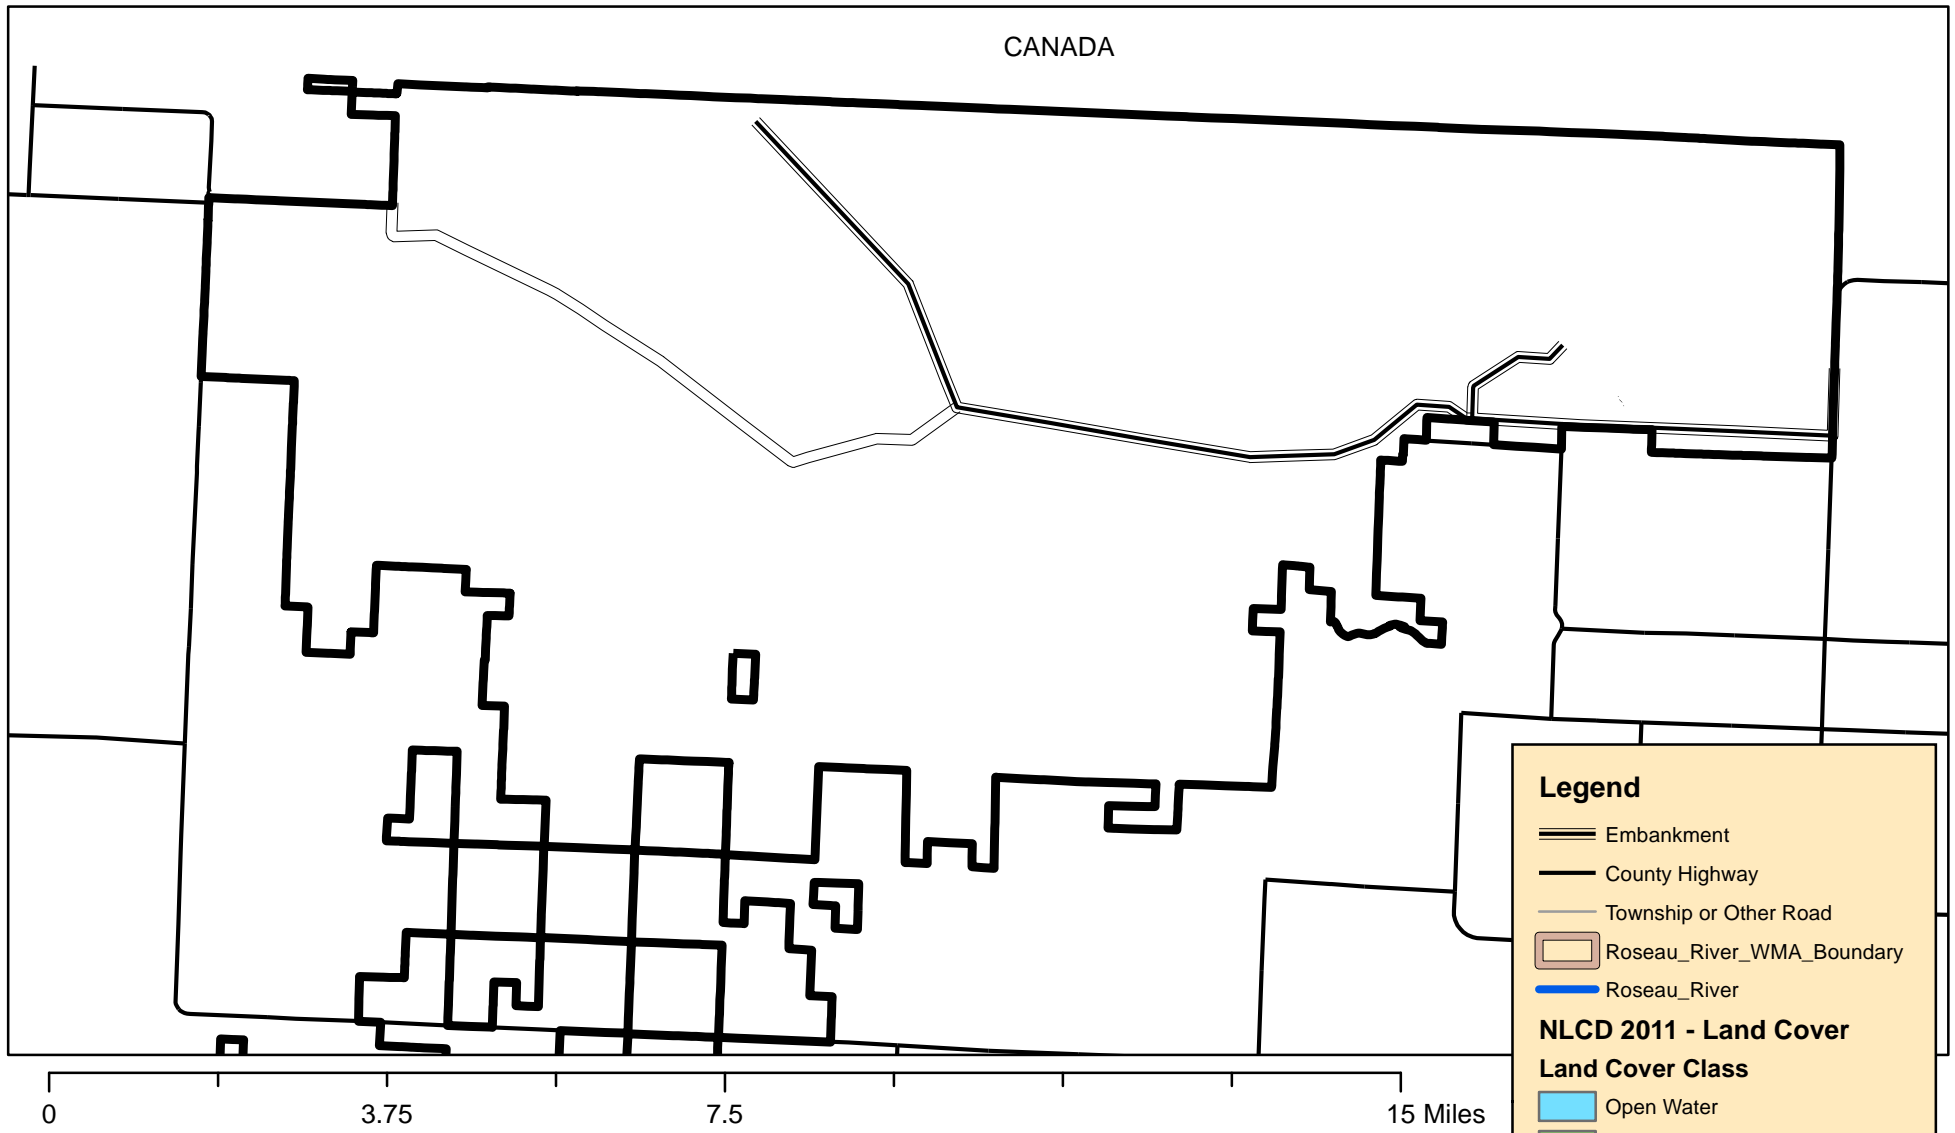 CANADA
Legend
Embankment
County Highway
Township or Other Road
Roseau_River_WMA_Boundary
Roseau_River
NLCD 2011 - Land Cover
Land Cover Class
Open Water
0 3.75 7.5 15 Miles